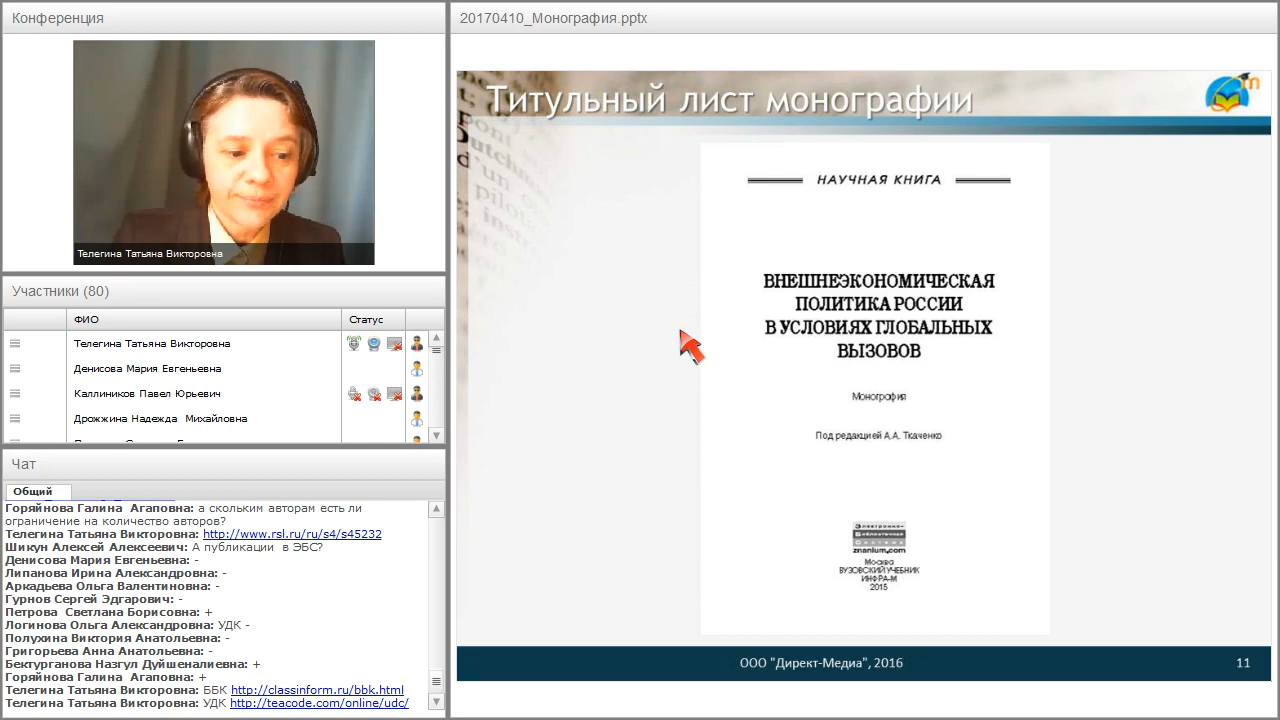 Конференция
Телегина Татьяна Викторовна
Участники (80)
ФИО
Статус
Телегина Татьяна Викторовна
Денисова Мария Евгеньевна
Каллиников Павел Юрьевич
Дрожжина Надежда Михайловна
Чат
Общий
Горяйнова Галина Агаповна: а скольким авторам есть ли
ограничение на количество авторов?
Телегина Татьяна Викторовна: http://www.rsl.ru/ru/s4/s45232
Шикун Алексей Алексеевич: А публикации в ЭБС?
Денисова Мария Евгеньевна: -
Липанова Ирина Александровна: -
Аркадьева Ольга Валентиновна: -
Гурнов Сергей Эдгарович: -
Петрова Светлана Борисовна: +
Логинова Ольга Александровна: УДК -
Полухина Виктория Анатольевна: -
Григорьева Анна Анатольевна: -
Бектурганова Назгул Дуйшеналиевна: +
Горяйнова Галина Агаповна: +
Телегина Татьяна Викторовна: ББК http://classinform.ru/bbk.html
Телегина Татьяна Викторовна: УДК http://teacode.com/online/udc/
20170410_Монография.pptx
Титульный лист монографии
НАУЧНАЯ КНИГА
ВНЕШНЕЭКОНОМИЧЕСКАЯ
ПОЛИТИКА РОССИИ
В УСЛОВИЯХ ГЛОБАЛЬНЫХ
ВЫЗОВОВ
Монография
Под редакцией А.А. Ткаченко
Электронно-
Библиотечная
Система
znanium.com
Москва
ВУЗОВСКИЙ УЧЕБНИК
ИНФРА-М
2015
ООО "Директ-Медиа", 2016
11